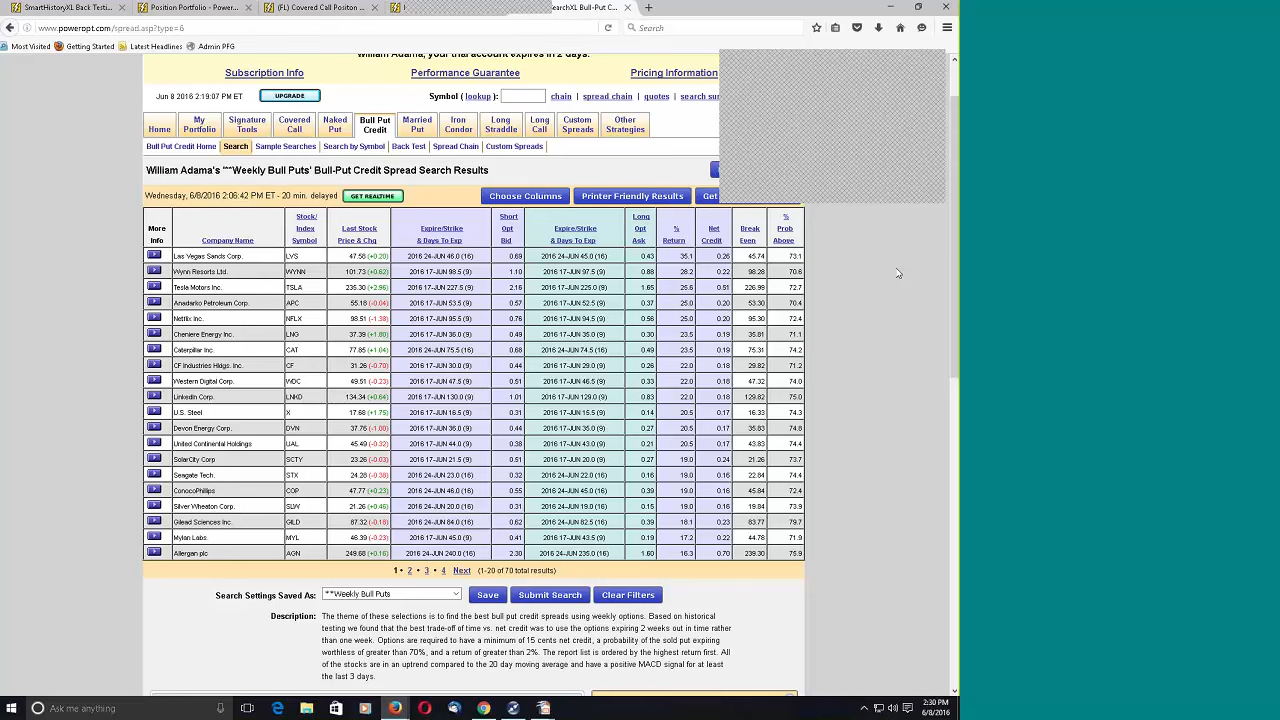 SmartHistoryXL Back Testi...
Position Portfolio - Power...
(FL) Covered Call Positon ...
earchXL Bull-Put C...
www.poweropt.com/spread.asp?type=6
Search
Most Visited Getting Started Latest Headlines Admin PFG
William Adama, your trial account expires in 2 days.
Subscription Info Performance Guarantee Pricing Information
Jun 8 2016 2:19:07 PM ET UPGRADE Symbol (lookup): chain | spread chain | quotes | search sum
Home My Portfolio Signature Tools Covered Call Naked Put Bull Put Credit Married Put Iron Condor Long Straddle Long Call Custom Spreads Other Strategies
Bull Put Credit Home Search Sample Searches Search by Symbol Back Test Spread Chain Custom Spreads
William Adama's '**Weekly Bull Puts' Bull-Put Credit Spread Search Results
Wednesday, 6/8/2016 2:06:42 PM ET - 20 min. delayed GET REALTIME Choose Columns Printer Friendly Results Get
More Info Company Name Stock/ Index Symbol Last Stock Price & Chg Expire/Strike & Days To Exp Short Opt Bid Expire/Strike & Days To Exp Long Opt Ask % Return Net Credit Break Even % Prob Above
Las Vegas Sands Corp. LVS 47.58 (+0.20) 2016 24-JUN 46.0 (16) 0.69 2016 24-JUN 45.0 (16) 0.43 35.1 0.26 45.74 73.1
Wynn Resorts Ltd. WYNN 101.73 (+0.62) 2016 17-JUN 98.5 (9) 1.10 2016 17-JUN 97.5 (9) 0.88 28.2 0.22 98.28 70.8
Tesla Motors Inc. TSLA 235.30 (+2.96) 2016 17-JUN 227.5 (9) 2.16 2016 17-JUN 225.0 (9) 1.65 25.6 0.51 226.99 72.7
Anadarko Petroleum Corp. APC 55.18 (-0.04) 2016 17-JUN 53.5 (9) 0.57 2016 17-JUN 52.5 (9) 0.37 25.0 0.20 53.30 70.4
Netflix Inc. NFLX 98.51 (-1.38) 2016 17-JUN 95.5 (9) 0.76 2016 17-JUN 94.5 (9) 0.56 25.0 0.20 95.30 72.4
Cheniere Energy Inc. LNG 37.39 (+1.80) 2016 17-JUN 36.0 (9) 0.49 2016 17-JUN 35.0 (9) 0.30 23.5 0.19 35.81 71.1
Caterpillar Inc. CAT 77.85 (+1.04) 2016 24-JUN 75.5 (16) 0.68 2016 24-JUN 74.5 (16) 0.49 23.5 0.19 75.31 74.2
CF Industries Hldgs. Inc. CF 31.26 (-0.70) 2016 17-JUN 30.0 (9) 0.44 2016 17-JUN 29.0 (9) 0.26 22.0 0.18 29.82 71.2
Western Digital Corp. WDC 49.51 (-0.23) 2016 17-JUN 47.5 (9) 0.51 2016 17-JUN 46.5 (9) 0.33 22.0 0.18 47.32 74.0
LinkedIn Corp. LNKD 134.34 (+0.64) 2016 17-JUN 130.0 (9) 1.01 2016 17-JUN 129.0 (9) 0.83 22.0 0.18 129.82 75.0
U.S. Steel X 17.68 (+1.75) 2016 17-JUN 16.5 (9) 0.31 2016 17-JUN 15.5 (9) 0.14 20.5 0.17 16.33 74.3
Devon Energy Corp. DVN 37.76 (-1.00) 2016 17-JUN 36.0 (9) 0.44 2016 17-JUN 35.0 (9) 0.27 20.5 0.17 35.83 74.8
United Continental Holdings UAL 45.49 (-0.32) 2016 17-JUN 44.0 (9) 0.38 2016 17-JUN 43.0 (9) 0.21 20.5 0.17 43.83 74.4
SolarCity Corp SCTY 23.26 (-0.03) 2016 17-JUN 21.5 (9) 0.51 2016 17-JUN 20.0 (9) 0.27 19.0 0.24 21.26 73.7
Seagate Tech. STX 24.28 (-0.38) 2016 24-JUN 23.0 (16) 0.32 2016 24-JUN 22.0 (16) 0.16 19.0 0.16 22.84 74.4
ConocoPhillips COP 47.77 (+0.23) 2016 24-JUN 46.0 (16) 0.55 2016 24-JUN 45.0 (16) 0.39 19.0 0.16 45.84 72.4
Silver Wheaton Corp. SLW 21.26 (+0.46) 2016 24-JUN 20.0 (16) 0.31 2016 24-JUN 19.0 (16) 0.15 19.0 0.16 19.84 73.9
Gilead Sciences Inc. GILD 87.32 (-0.18) 2016 24-JUN 84.0 (16) 0.62 2016 24-JUN 82.5 (16) 0.39 18.1 0.23 83.77 79.7
Mylan Labs. MYL 46.39 (-0.23) 2016 17-JUN 45.0 (9) 0.41 2016 17-JUN 43.5 (9) 0.19 17.2 0.22 44.78 71.9
Allergan plc AGN 249.68 (+0.16) 2016 24-JUN 240.0 (16) 2.30 2016 24-JUN 235.0 (16) 1.60 16.3 0.70 239.30 75.9
1 • 2 • 3 • 4 Next (1-20 of 70 total results)
Search Settings Saved As: **Weekly Bull Puts Save Submit Search Clear Filters
Description: The theme of these selections is to find the best bull put credit spreads using weekly options. Based on historical
testing we found that the best trade-off of time vs. net credit was to use the options expiring 2 weeks out in time rather
than one week. Options are required to have a minimum of 15 cents net credit, a probability of the sold put expiring
worthless of greater than 70%, and a return of greater than 2%. The report list is ordered by the highest return first. All
of the stocks are in an uptrend compared to the 20 day moving average and have a positive MACD signal for at least
the last 3 days.
Ask me anything
2:30 PM
6/8/2016